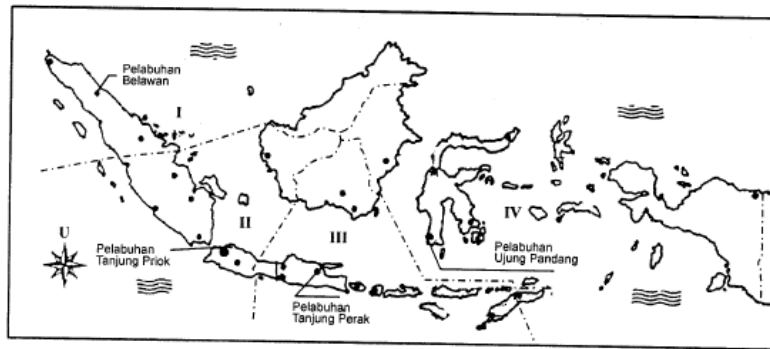 Pelabuhan
Belawan
I
U
II
Pelabuhan
Tanjung Priok
III
Pelabuhan
Tanjung Perak
IV
Pelabuhan
Ujung Pandang